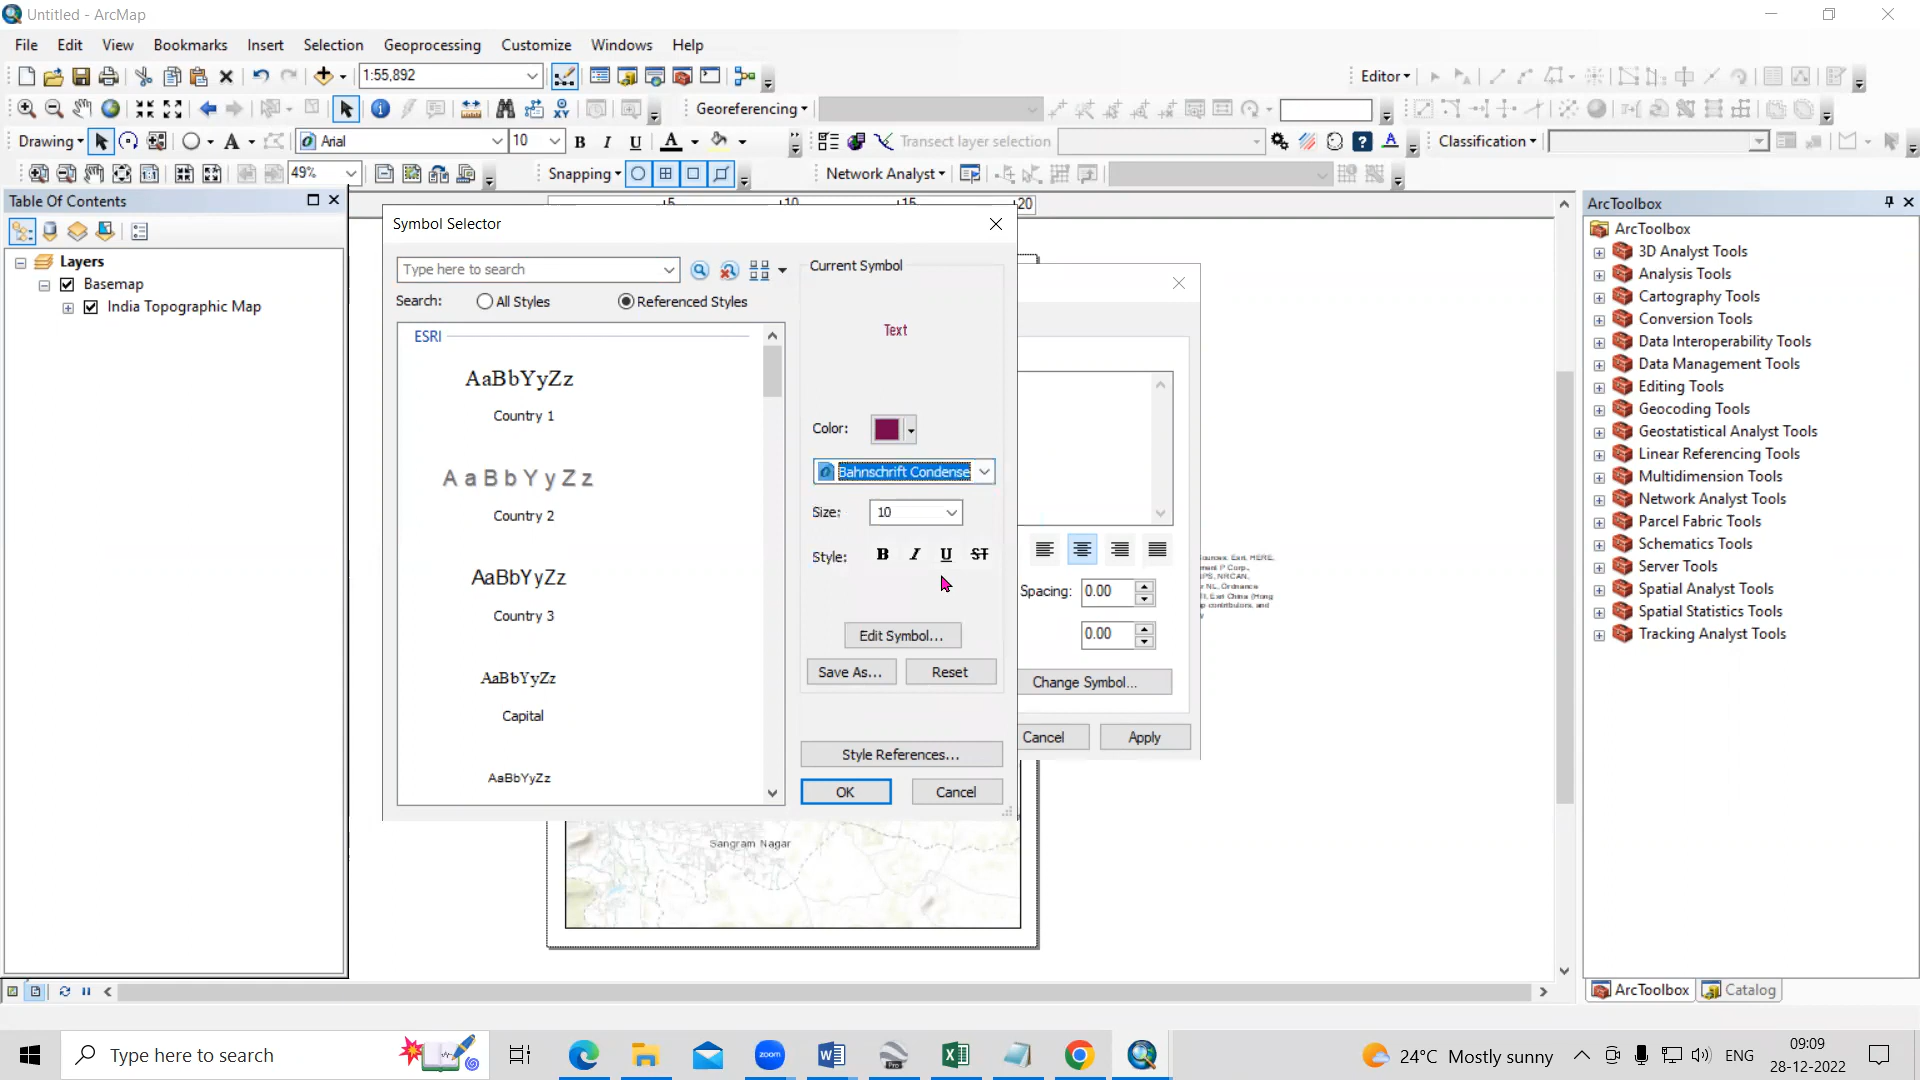 Untitled - ArcMap
File Edit View Bookmarks Insert Selection Geoprocessing Customize Windows Help
1:55,892
Editor
Georeferencing
Drawing Arial 10 B I U A Transect layer selection Classification
49% Snapping Network Analyst
Table Of Contents
Layers
Basemap
India Topographic Map
5 10 15 20
Symbol Selector
Type here to search
Search: All Styles Referenced Styles
ESRI
AaBbYyZz
Country 1
AaBbYyZz
Country 2
AaBbYyZz
Country 3
AaBbYyZz
Capital
AaBbYyZz
Current Symbol
Text
Color:
Bahnschrift Condense
Size: 10
Style: B I U ST
Edit Symbol...
Save As... Reset
Style References...
OK Cancel
Spacing: 0.00
0.00
Change Symbol...
Cancel Apply
Sangram Nagar
ArcToolbox
ArcToolbox
3D Analyst Tools
Analysis Tools
Cartography Tools
Conversion Tools
Data Interoperability Tools
Data Management Tools
Editing Tools
Geocoding Tools
Geostatistical Analyst Tools
Linear Referencing Tools
Multidimension Tools
Network Analyst Tools
Parcel Fabric Tools
Schematics Tools
Server Tools
Spatial Analyst Tools
Spatial Statistics Tools
Tracking Analyst Tools
ArcToolbox Catalog
Type here to search
zoom
24°C Mostly sunny
ENG
09:09
28-12-2022